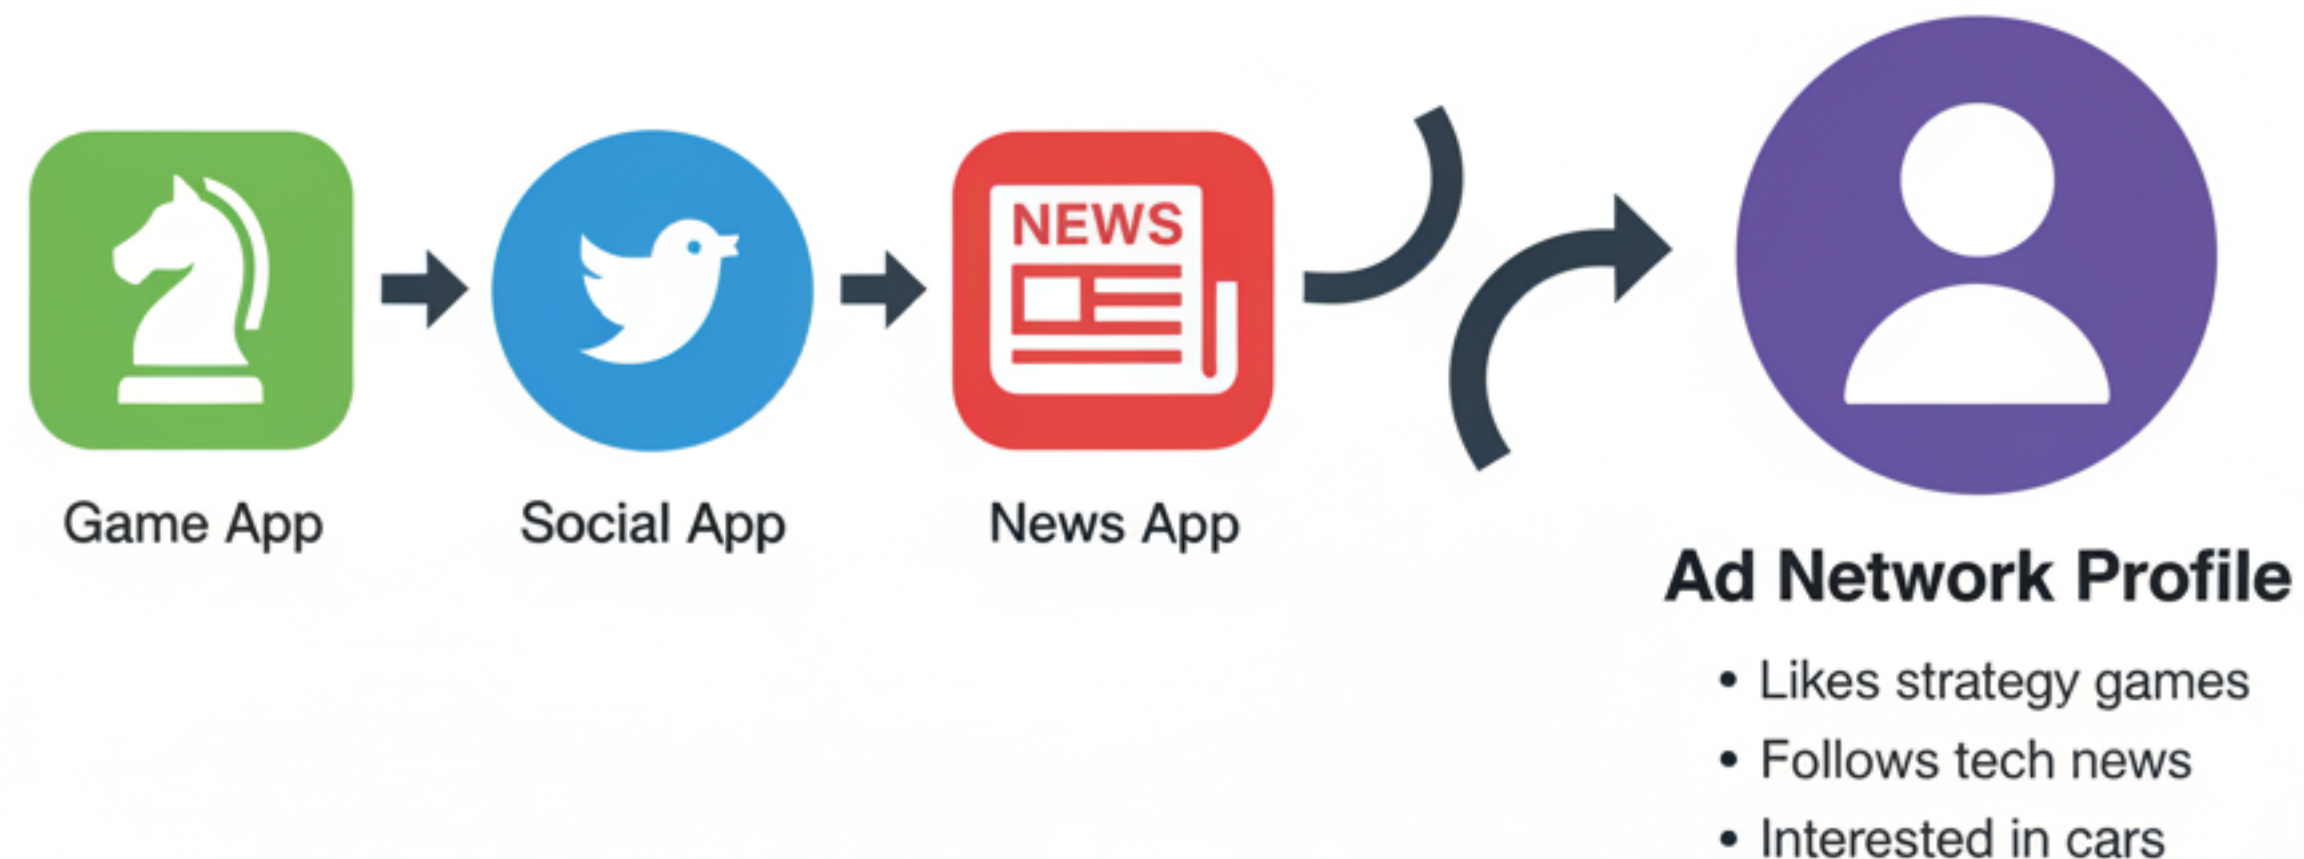 NEWS
Game App
Social App
News App
Ad Network Profile
• Likes strategy games
• Follows tech news
• Interested in cars